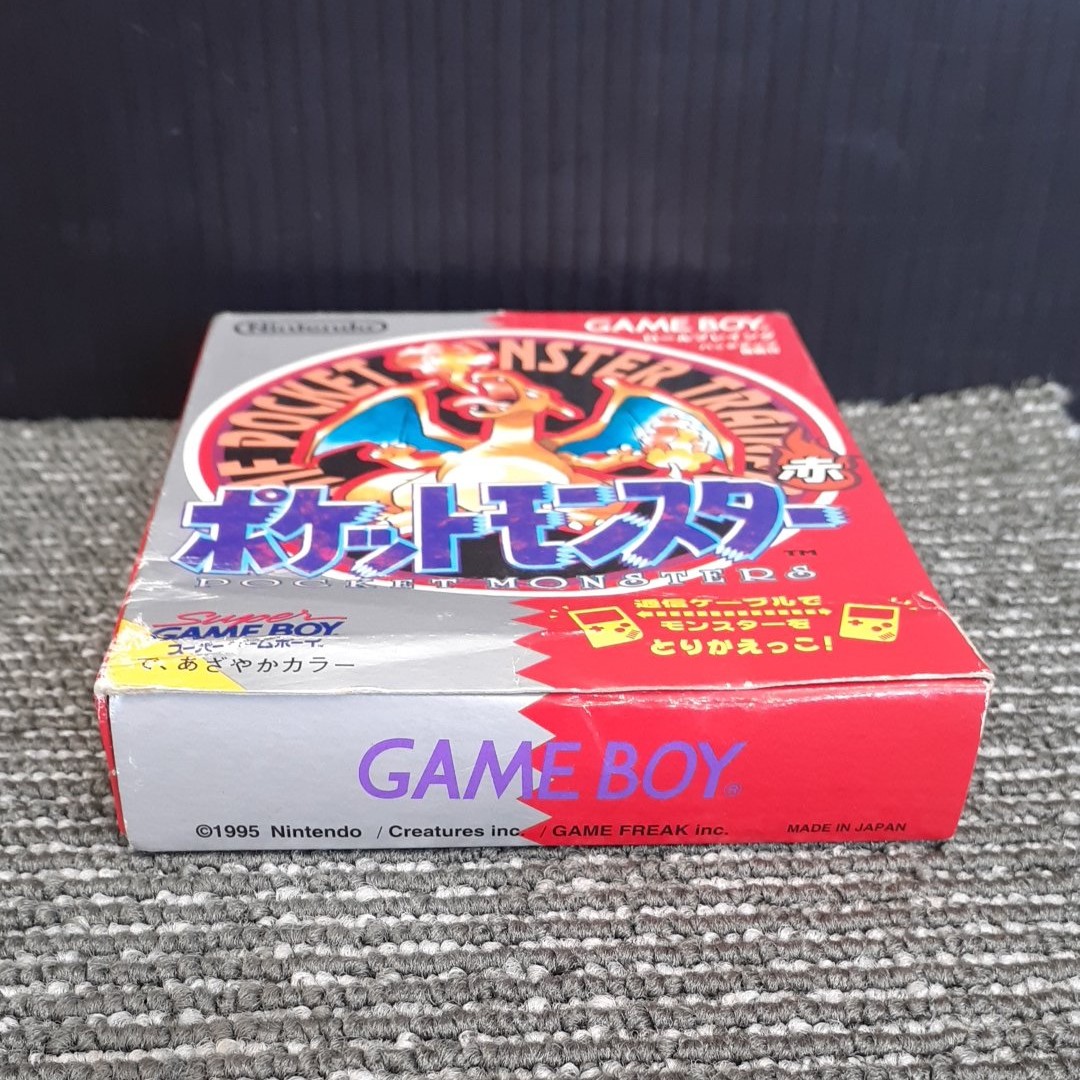 Nintendo
GAME BOY®
ロールプレイング
THE POCKET MONSTER TRAINER
赤
ポケットモンスター
TM
POCKET MONSTERS
Super
GAME BOY
スーパーゲームボーイ
で、あざやかカラー
通信ケーブルで
モンスターを
とりかえっこ!
GAME BOY®
©1995 Nintendo / Creatures inc. / GAME FREAK inc.
MADE IN JAPAN